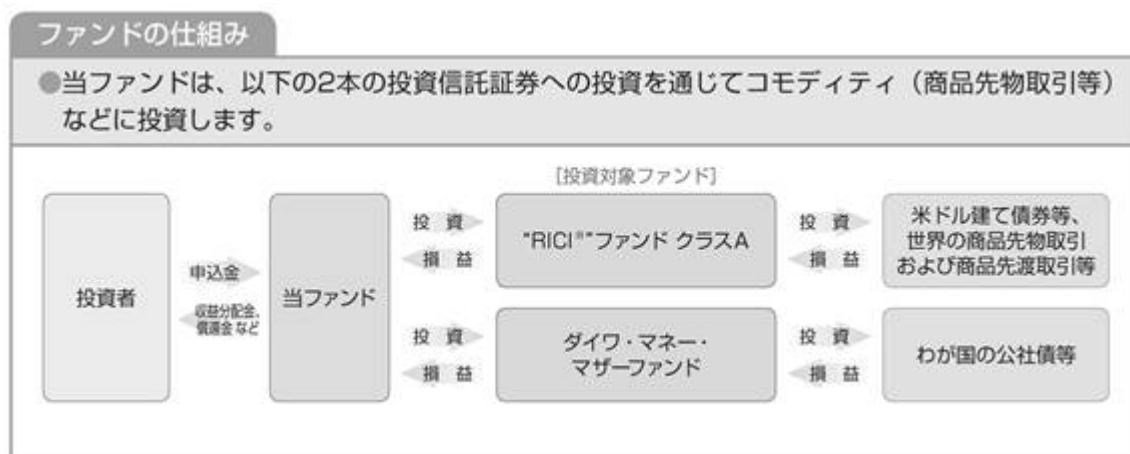 ファンドの仕組み
●当ファンドは、以下の2本の投資信託証券への投資を通じてコモディティ（商品先物取引等）
などに投資します。
［投資対象ファンド］
投資者
申込金
収益分配金、
償還金 など
当ファンド
投 資
損 益
"RICI®"ファンド クラスA
投 資
損 益
米ドル建て債券等、
世界の商品先物取引
および商品先渡取引等
投 資
損 益
ダイワ・マネー・
マザーファンド
投 資
損 益
わが国の公社債等